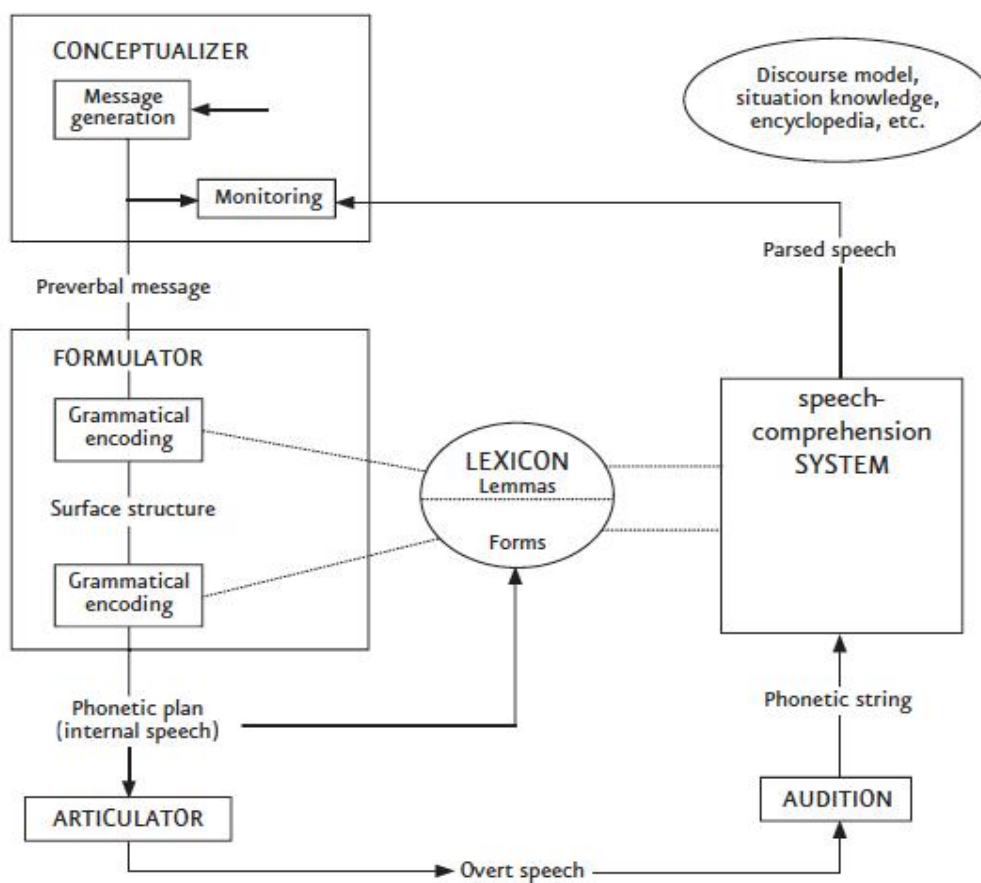 CONCEPTUALIZER
Message
generation
Monitoring
Discourse model,
situation knowledge,
encyclopedia, etc.
Parsed speech
Preverbal message
FORMULATOR
Grammatical
encoding
Surface structure
Grammatical
encoding
LEXICON
Lemmas
Forms
speech-
comprehension
SYSTEM
Phonetic plan
(internal speech)
Phonetic string
ARTICULATOR
AUDITION
Overt speech